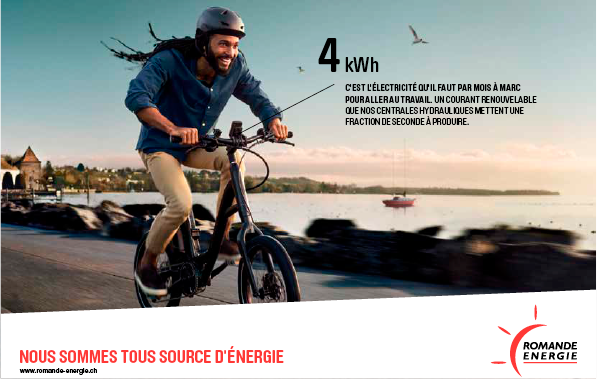 4 kWh
C'EST L'ÉLECTRICITÉ QU'IL FAUT PAR MOIS À MARC
POUR ALLER AU TRAVAIL. UN COURANT RENOUVELABLE
QUE NOS CENTRALES HYDRAULIQUES METTENT UNE
FRACTION DE SECONDE À PRODUIRE.
NOUS SOMMES TOUS SOURCE D'ÉNERGIE
www.romande-energie.ch
ROMANDE
ENERGIE